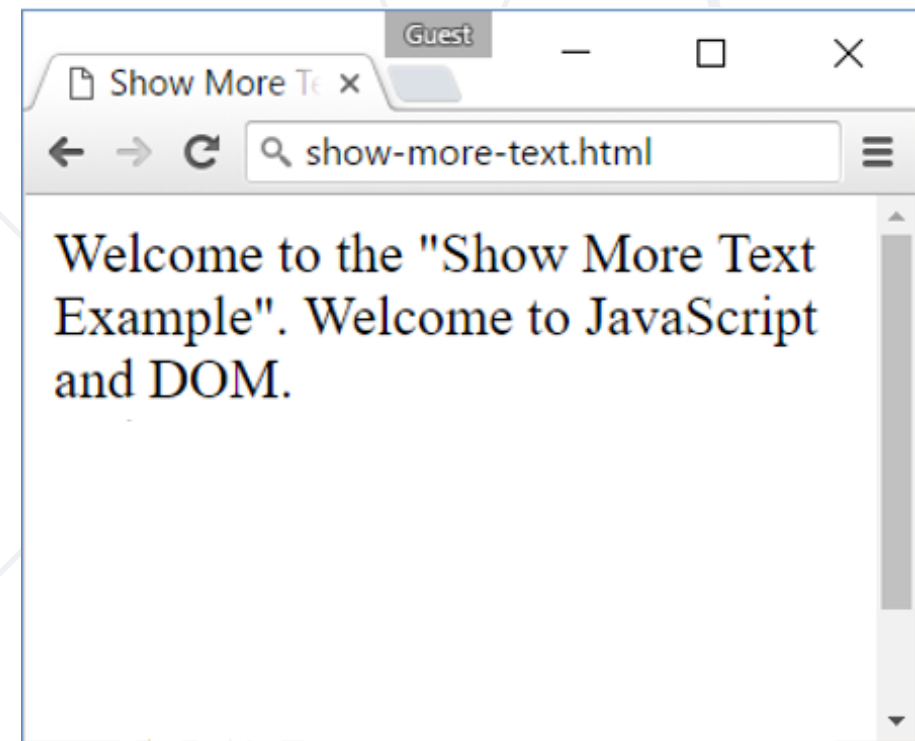 Guest
Show More Te
show-more-text.html
Welcome to the "Show More Text
Example". Welcome to JavaScript
and DOM.